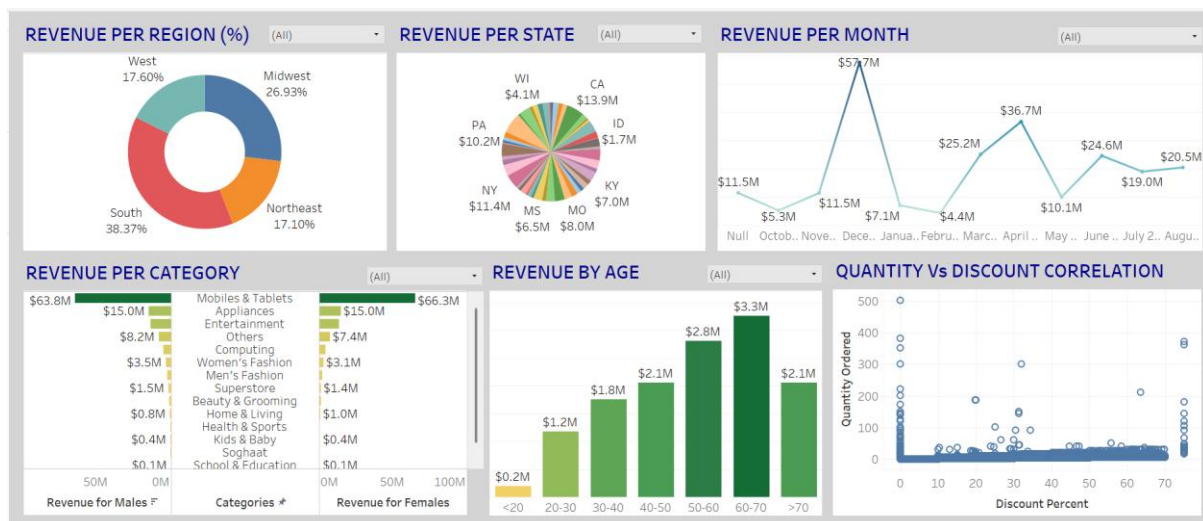 REVENUE PER REGION (%)
(All)
West
17.60%
Midwest
26.93%
South
38.37%
Northeast
17.10%
REVENUE PER STATE
(All)
WI
$4.1M
CA
$13.9M
PA
$10.2M
ID
$1.7M
NY
$11.4M
KY
$7.0M
MS
$6.5M
MO
$8.0M
REVENUE PER MONTH
(All)
$57.7M
$36.7M
$25.2M
$24.6M
$20.5M
$19.0M
$11.5M
$11.5M
$10.1M
$7.1M
$5.3M
$4.4M
Null Octob.. Nove.. Dece.. Janua.. Febru.. Marc.. April .. May .. June .. July 2.. Augu..
REVENUE PER CATEGORY
(All)
$63.8M Mobiles & Tablets $66.3M
$15.0M Appliances $15.0M
Entertainment
$8.2M Others $7.4M
Computing
$3.5M Women's Fashion $3.1M
Men's Fashion
$1.5M Superstore $1.4M
Beauty & Grooming
$0.8M Home & Living $1.0M
Health & Sports
$0.4M Kids & Baby $0.4M
Soghaat
$0.1M School & Education $0.1M
50M 0M 0M 50M 100M
Revenue for Males Categories Revenue for Females
REVENUE BY AGE
(All)
$0.2M
$1.2M
$1.8M
$2.1M
$2.8M
$3.3M
$2.1M
<20 20-30 30-40 40-50 50-60 60-70 >70
QUANTITY Vs DISCOUNT CORRELATION
Quantity Ordered
500
400
300
200
100
0
0 10 20 30 40 50 60 70
Discount Percent